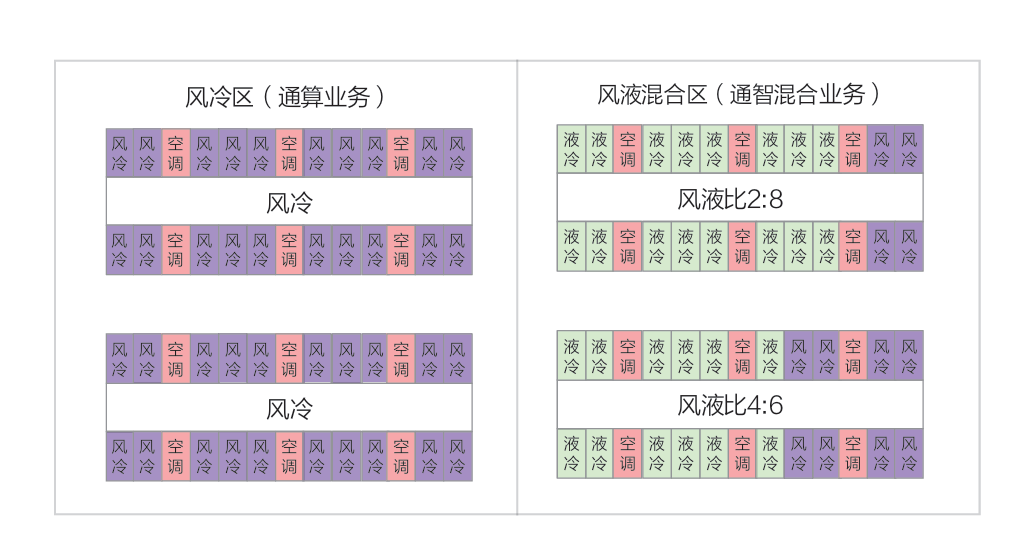 风冷区（通算业务）
风冷 风冷 空调 风冷 风冷 风冷 空调 风冷 风冷 风冷 空调 风冷 风冷
风冷
风冷 风冷 空调 风冷 风冷 风冷 空调 风冷 风冷 风冷 空调 风冷 风冷
风冷 风冷 空调 风冷 风冷 风冷 空调 风冷 风冷 风冷 空调 风冷 风冷
风冷
风冷 风冷 空调 风冷 风冷 风冷 空调 风冷 风冷 风冷 空调 风冷 风冷
风液混合区（通智混合业务）
液冷 液冷 空调 液冷 液冷 液冷 空调 液冷 液冷 液冷 空调 风冷 风冷
风液比2:8
液冷 液冷 空调 液冷 液冷 液冷 空调 液冷 液冷 液冷 空调 风冷 风冷
液冷 液冷 空调 液冷 液冷 液冷 空调 液冷 风冷 风冷 空调 风冷 风冷
风液比4:6
液冷 液冷 空调 液冷 液冷 液冷 空调 液冷 风冷 风冷 空调 风冷 风冷